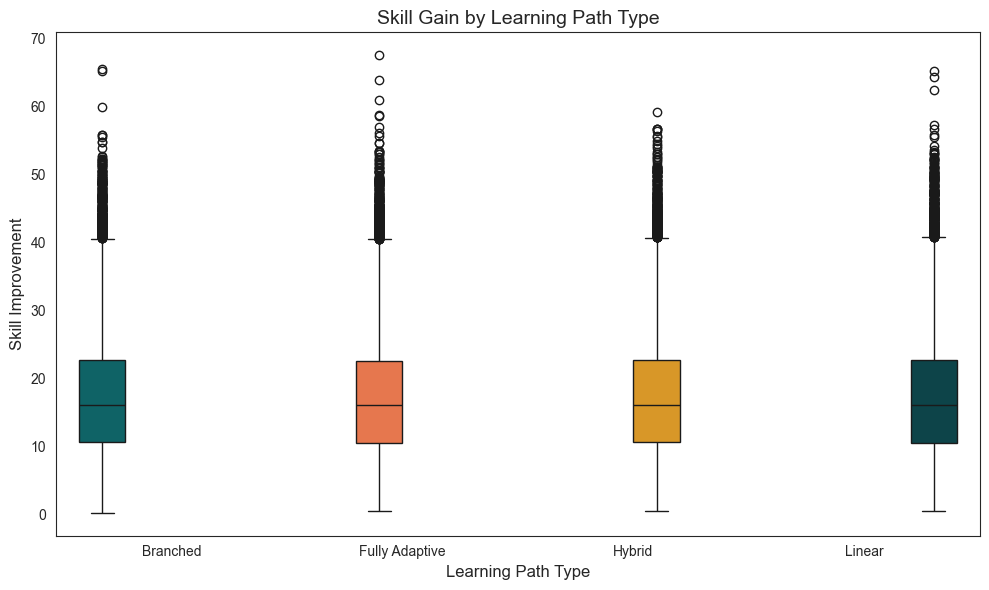 Skill Gain by Learning Path Type
Skill Improvement
70
60
50
40
30
20
10
0
Branched
Fully Adaptive
Hybrid
Linear
Learning Path Type